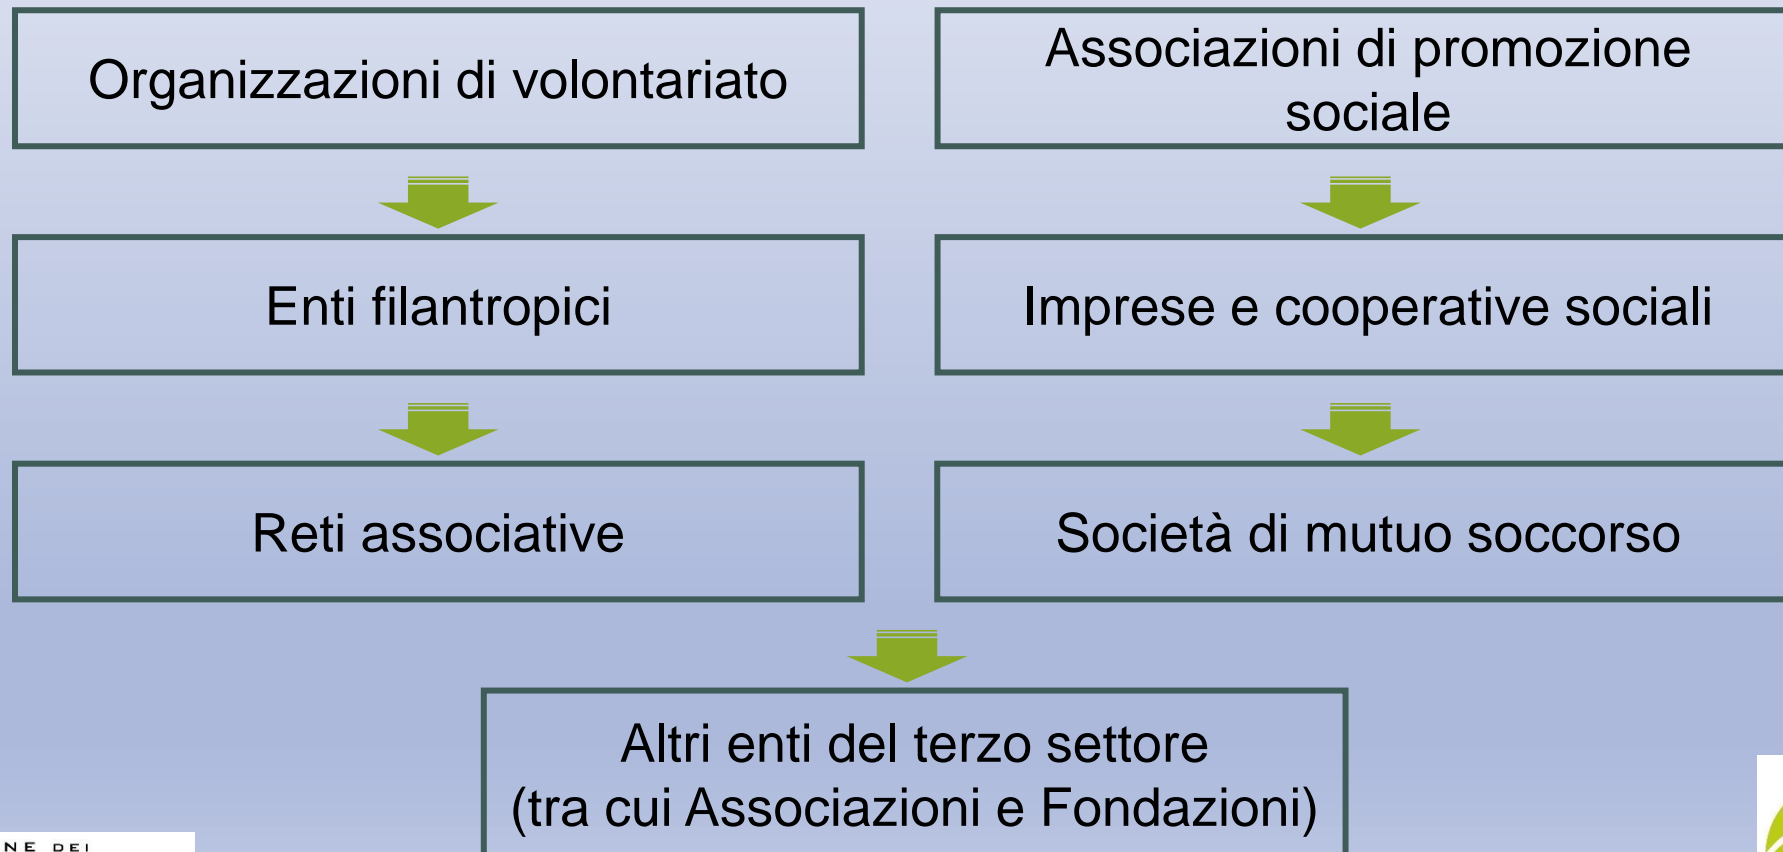 Organizzazioni di volontariato
Associazioni di promozione
sociale
Enti filantropici
Imprese e cooperative sociali
Reti associative
Società di mutuo soccorso
Altri enti del terzo settore
(tra cui Associazioni e Fondazioni)
NE DEI